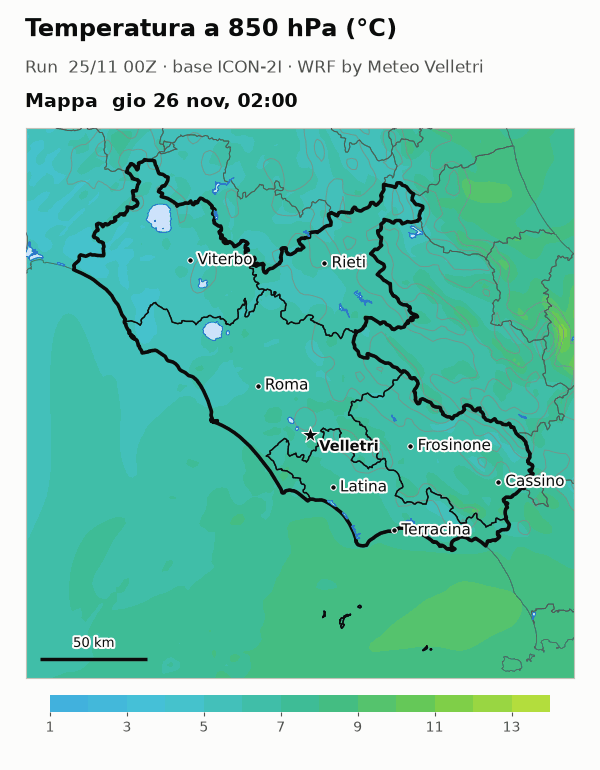 Temperatura a 850 hPa (°C)
Run  25/11 00Z · base ICON-2I · WRF by Meteo Velletri
Mappa  gio 26 nov, 02:00
Viterbo
Rieti
Roma
Velletri
Frosinone
Latina
Cassino
Terracina
50 km
1 3 5 7 9 11 13